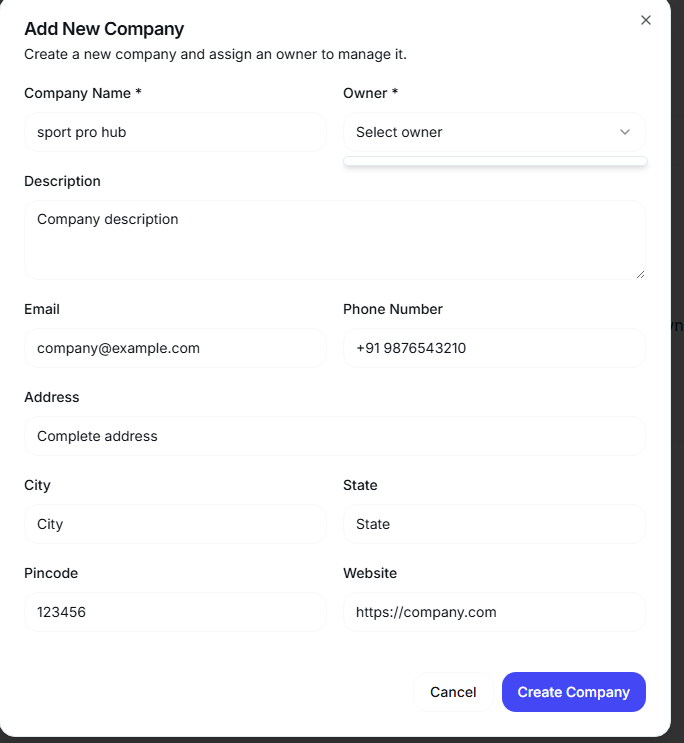 Add New Company
Create a new company and assign an owner to manage it.
Company Name * Owner *
sport pro hub Select owner
Description
Company description
Email Phone Number
company@example.com +91 9876543210
Address
Complete address
City State
City State
Pincode Website
123456 https://company.com
Cancel Create Company